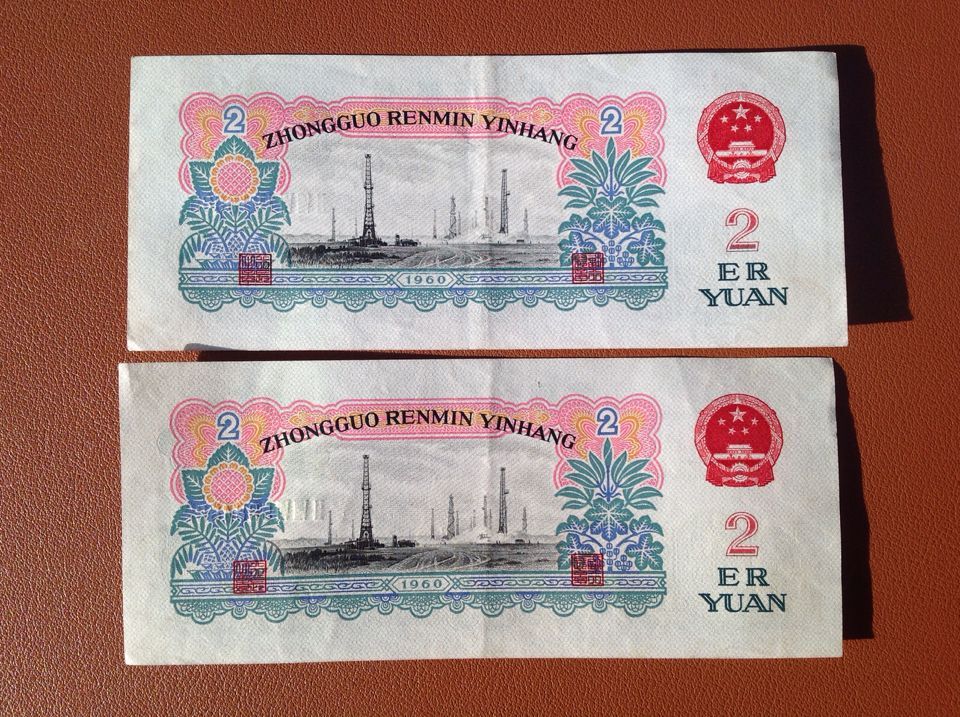 2 ZHONGGUO RENMIN YINHANG 2
1960
2
ER
YUAN
2 ZHONGGUO RENMIN YINHANG 2
1960
2
ER
YUAN